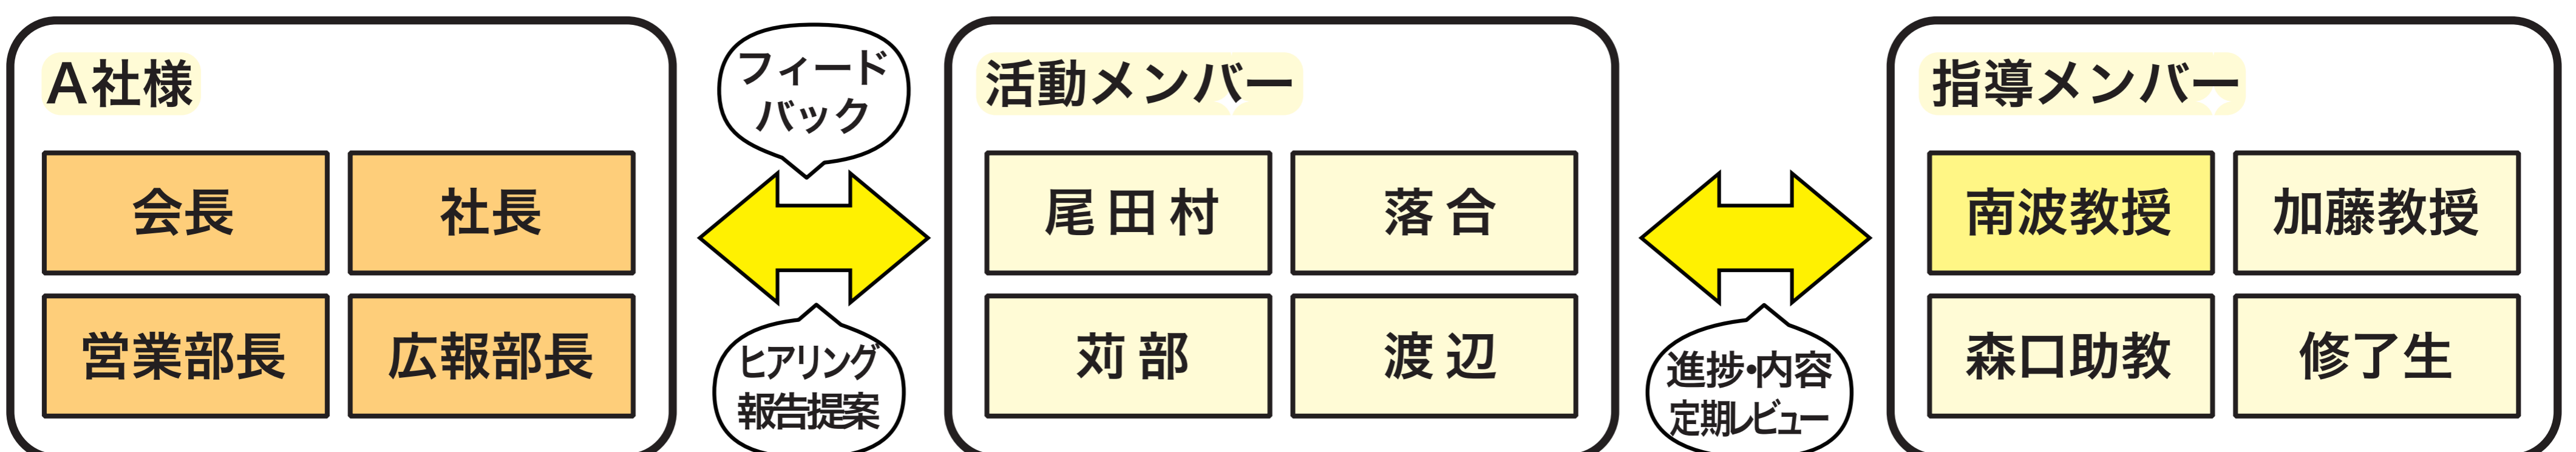 A社様
会長
社長
営業部長
広報部長
フィード
バック
ヒアリング
報告提案
活動メンバー
尾田村
落合
苅部
渡辺
進捗・内容
定期レビュー
指導メンバー
南波教授
加藤教授
森口助教
修了生